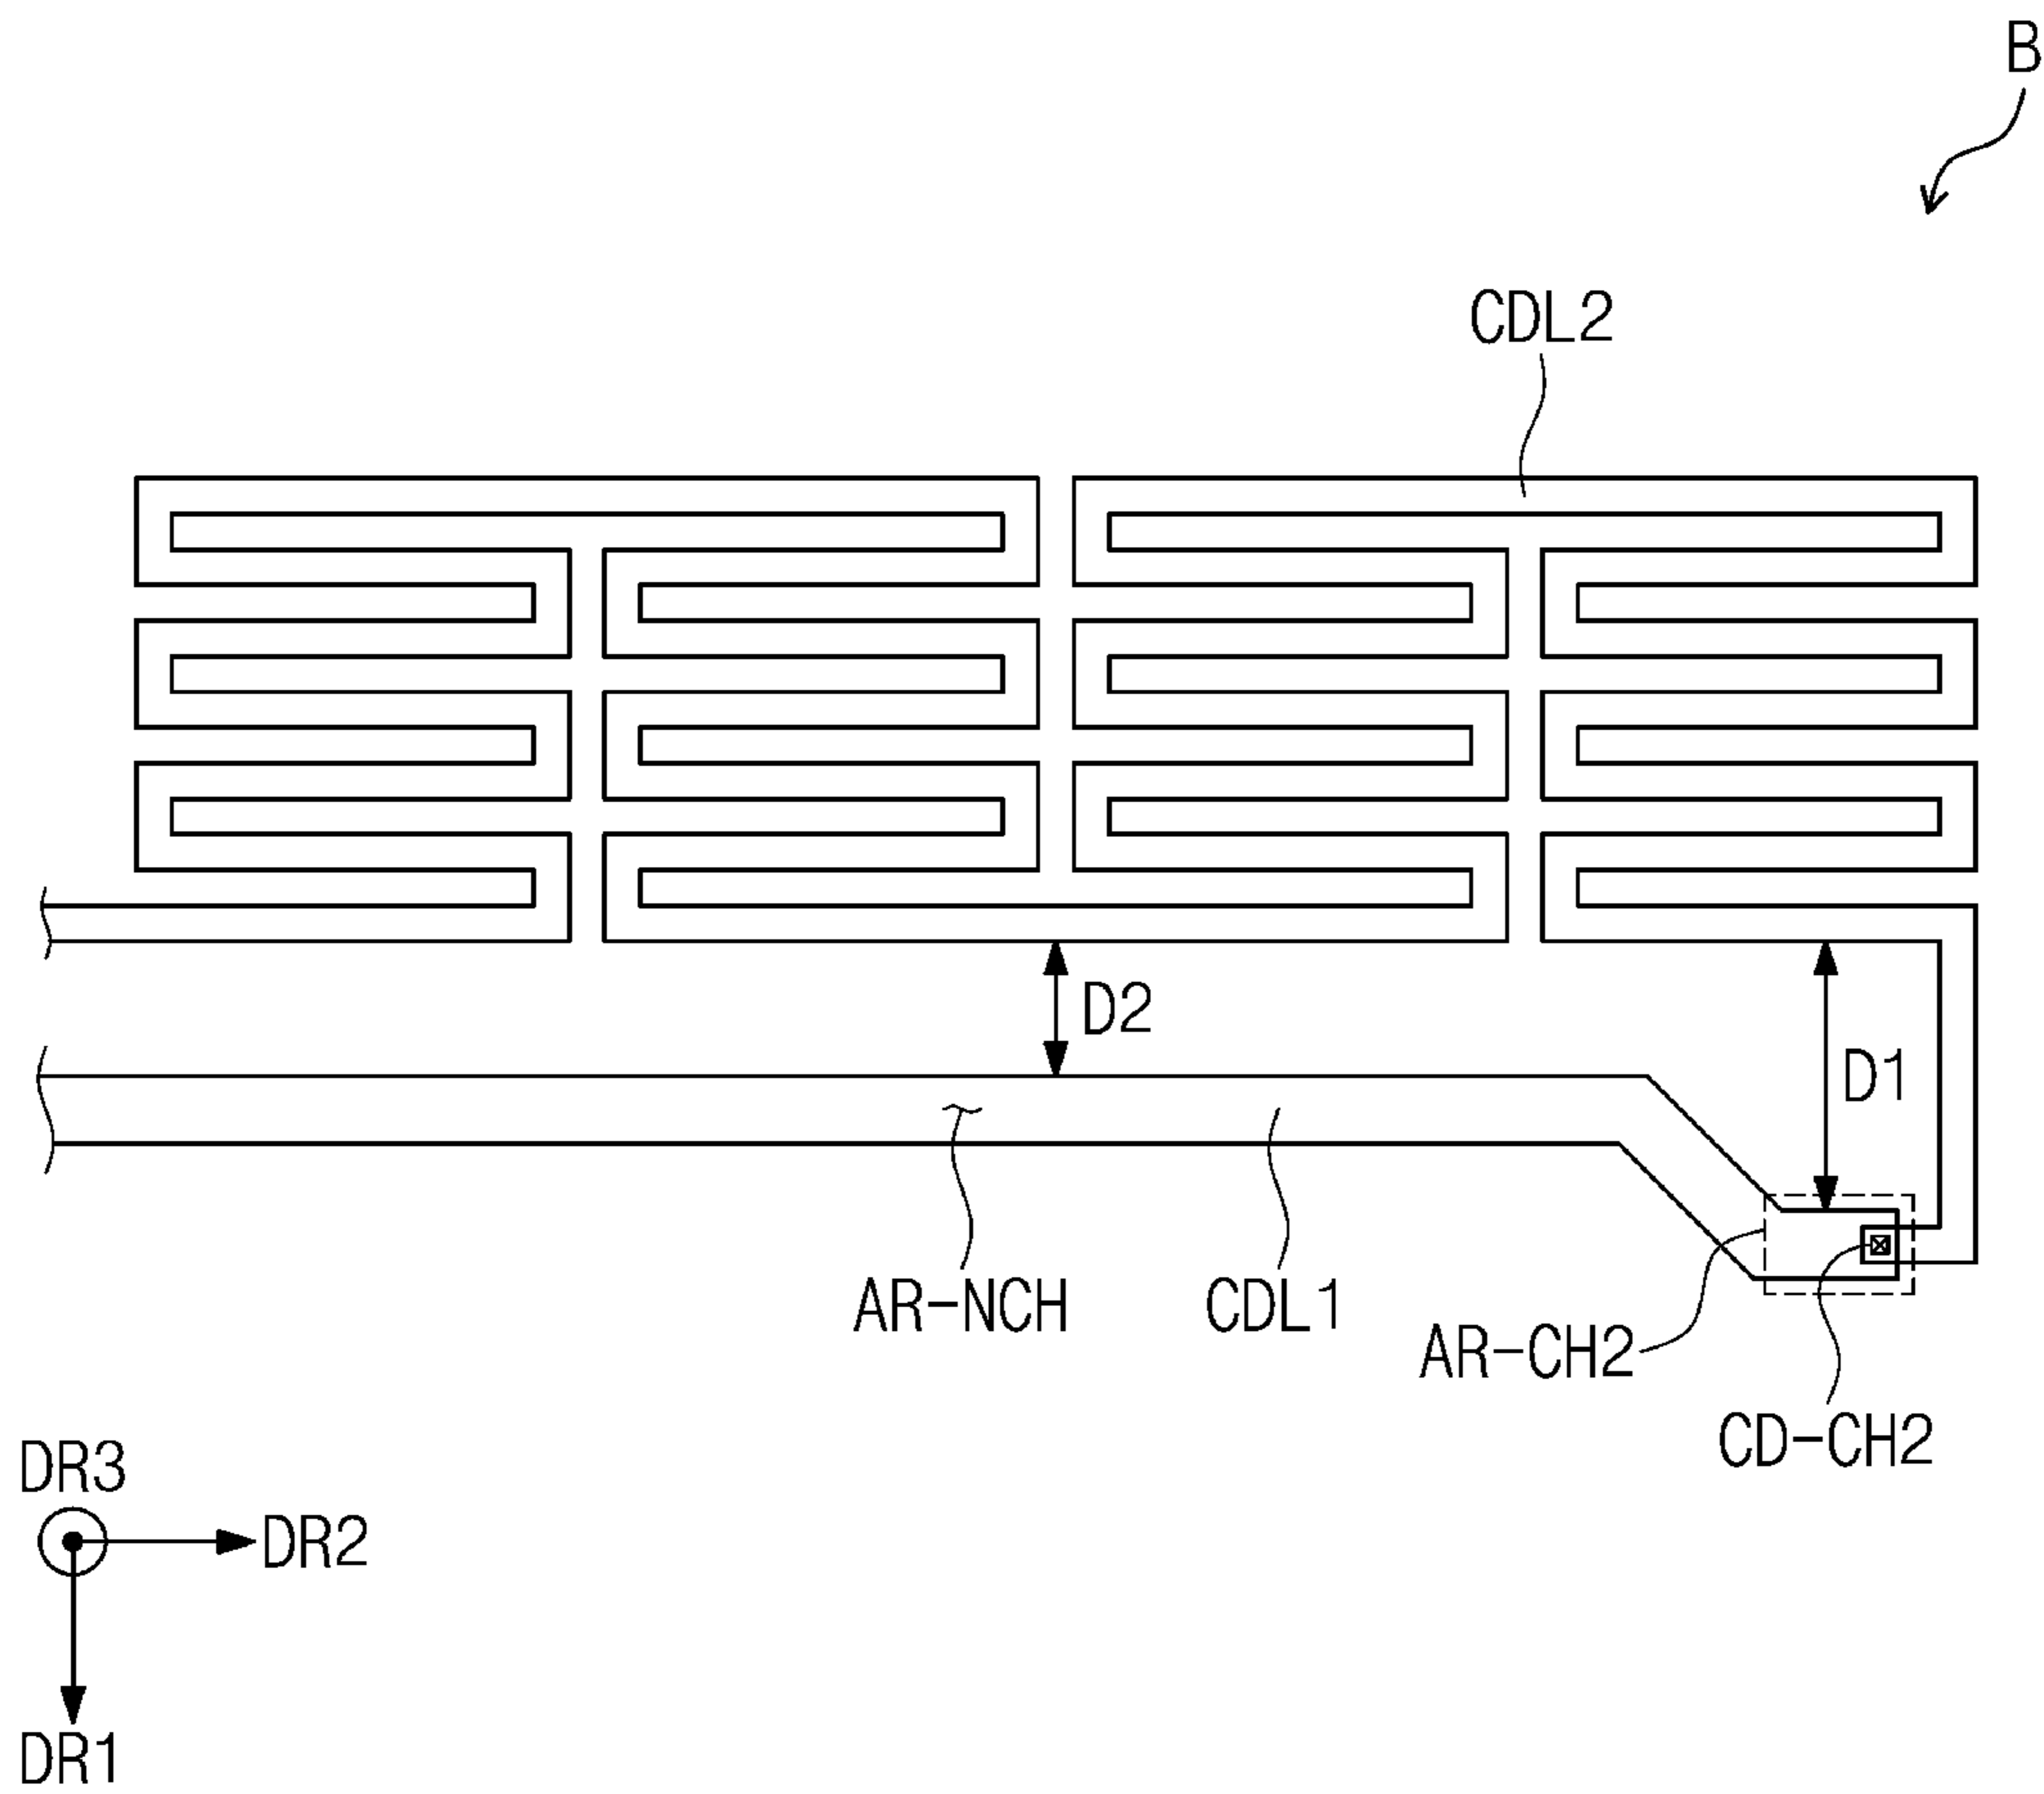 B
CDL2
D2
D1
AR-NCH
CDL1
AR-CH2
CD-CH2
DR3
DR2
DR1